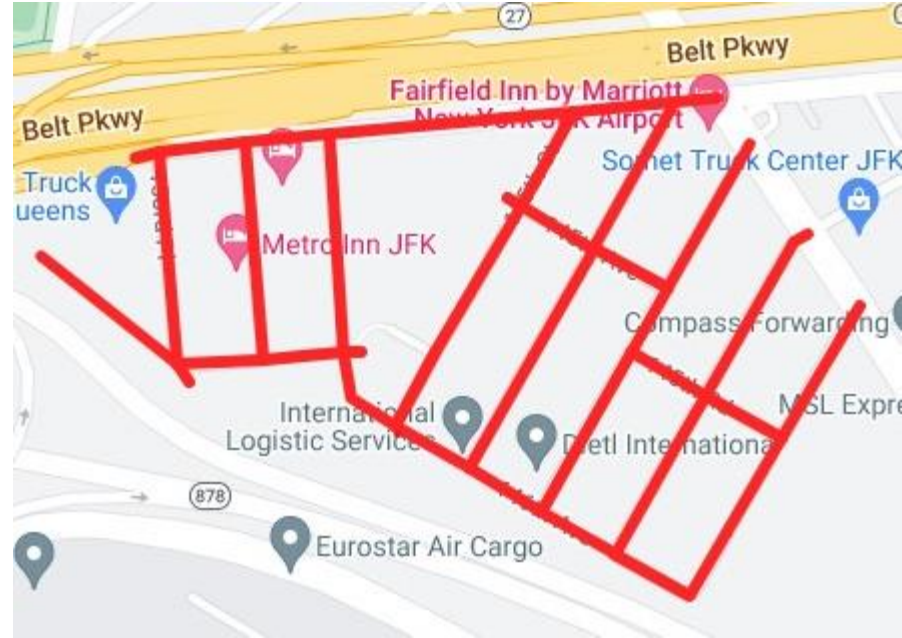 27
Belt Pkwy
Fairfield Inn by Marriott
New York JFK Airport
Belt Pkwy
Somet Truck Center JFK
Truck
ueens
Metro Inn JFK
Compass Forwarding
International
Logistic Services
MSL Expre
Dietl International
878
Eurostar Air Cargo